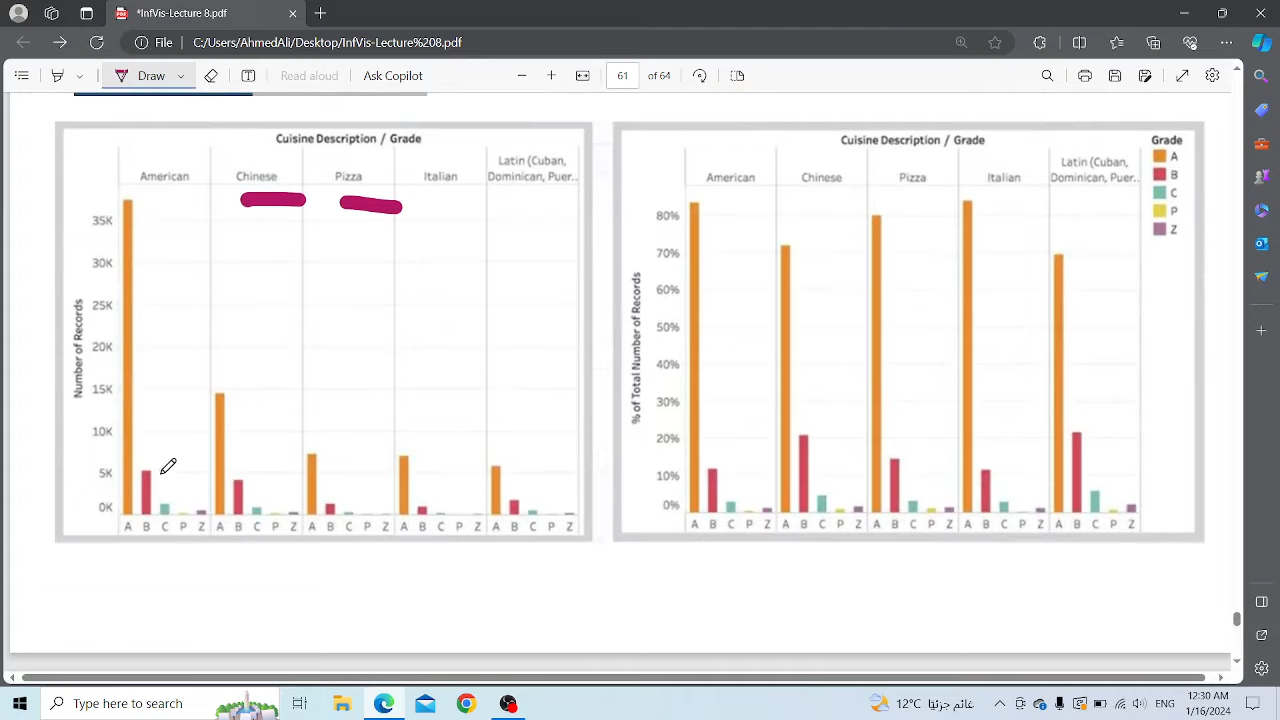 *InfVis-Lecture 8.pdf
File C:/Users/AhmedAli/Desktop/InfVis-Lecture%208.pdf
Draw Read aloud Ask Copilot 61 of 64
Cuisine Description / Grade
American Chinese Pizza Italian Latin (Cuban, Dominican, Puer..
Number of Records
35K
30K
25K
20K
15K
10K
5K
0K
A B C P Z A B C P Z A B C P Z A B C P Z A B C P Z
Cuisine Description / Grade
American Chinese Pizza Italian Latin (Cuban, Dominican, Puer..
% of Total Number of Records
80%
70%
60%
50%
40%
30%
20%
10%
0%
A B C P Z A B C P Z A B C P Z A B C P Z A B C P Z
Grade
A
B
C
P
Z
Type here to search
12°C
ENG
12:30 AM
1/16/2024